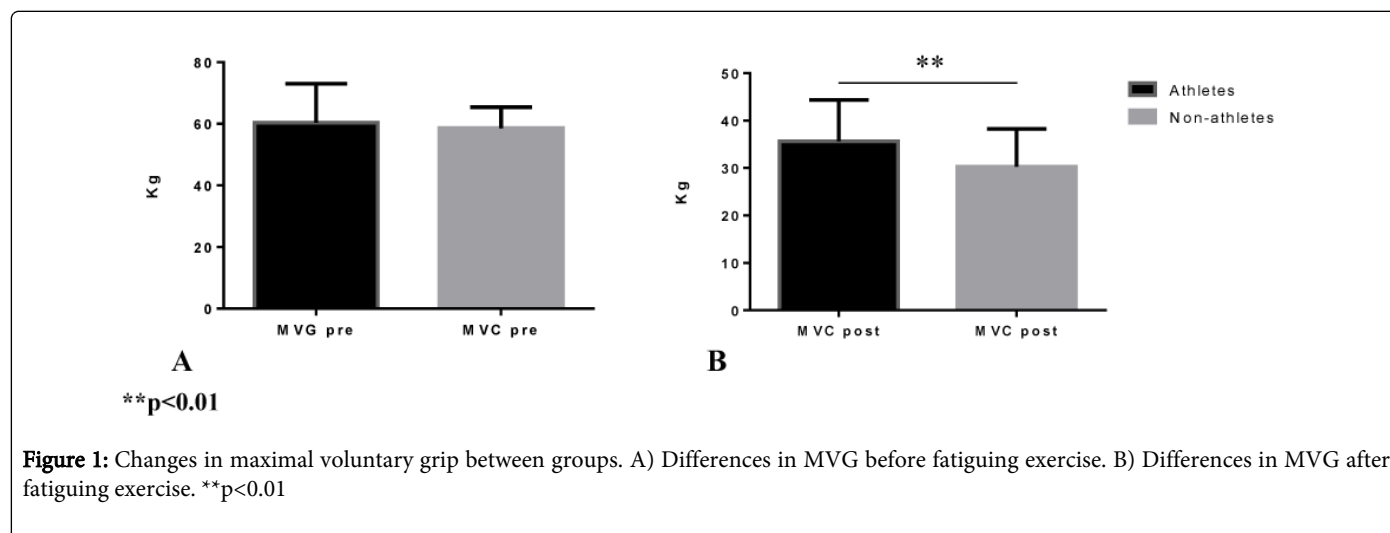 80
60
40
20
0
Kg
MVG pre
MVC pre
A
**p<0.01
**
50
40
30
20
10
0
Kg
MVC post
MVC post
B
Athletes
Non-athletes
Figure 1: Changes in maximal voluntary grip between groups. A) Differences in MVG before fatiguing exercise. B) Differences in MVG after
fatiguing exercise. **p<0.01